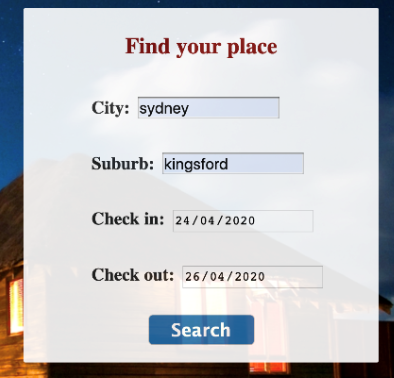 Find your place
City: sydney
Suburb: kingsford
Check in: 24/04/2020
Check out: 26/04/2020
Search